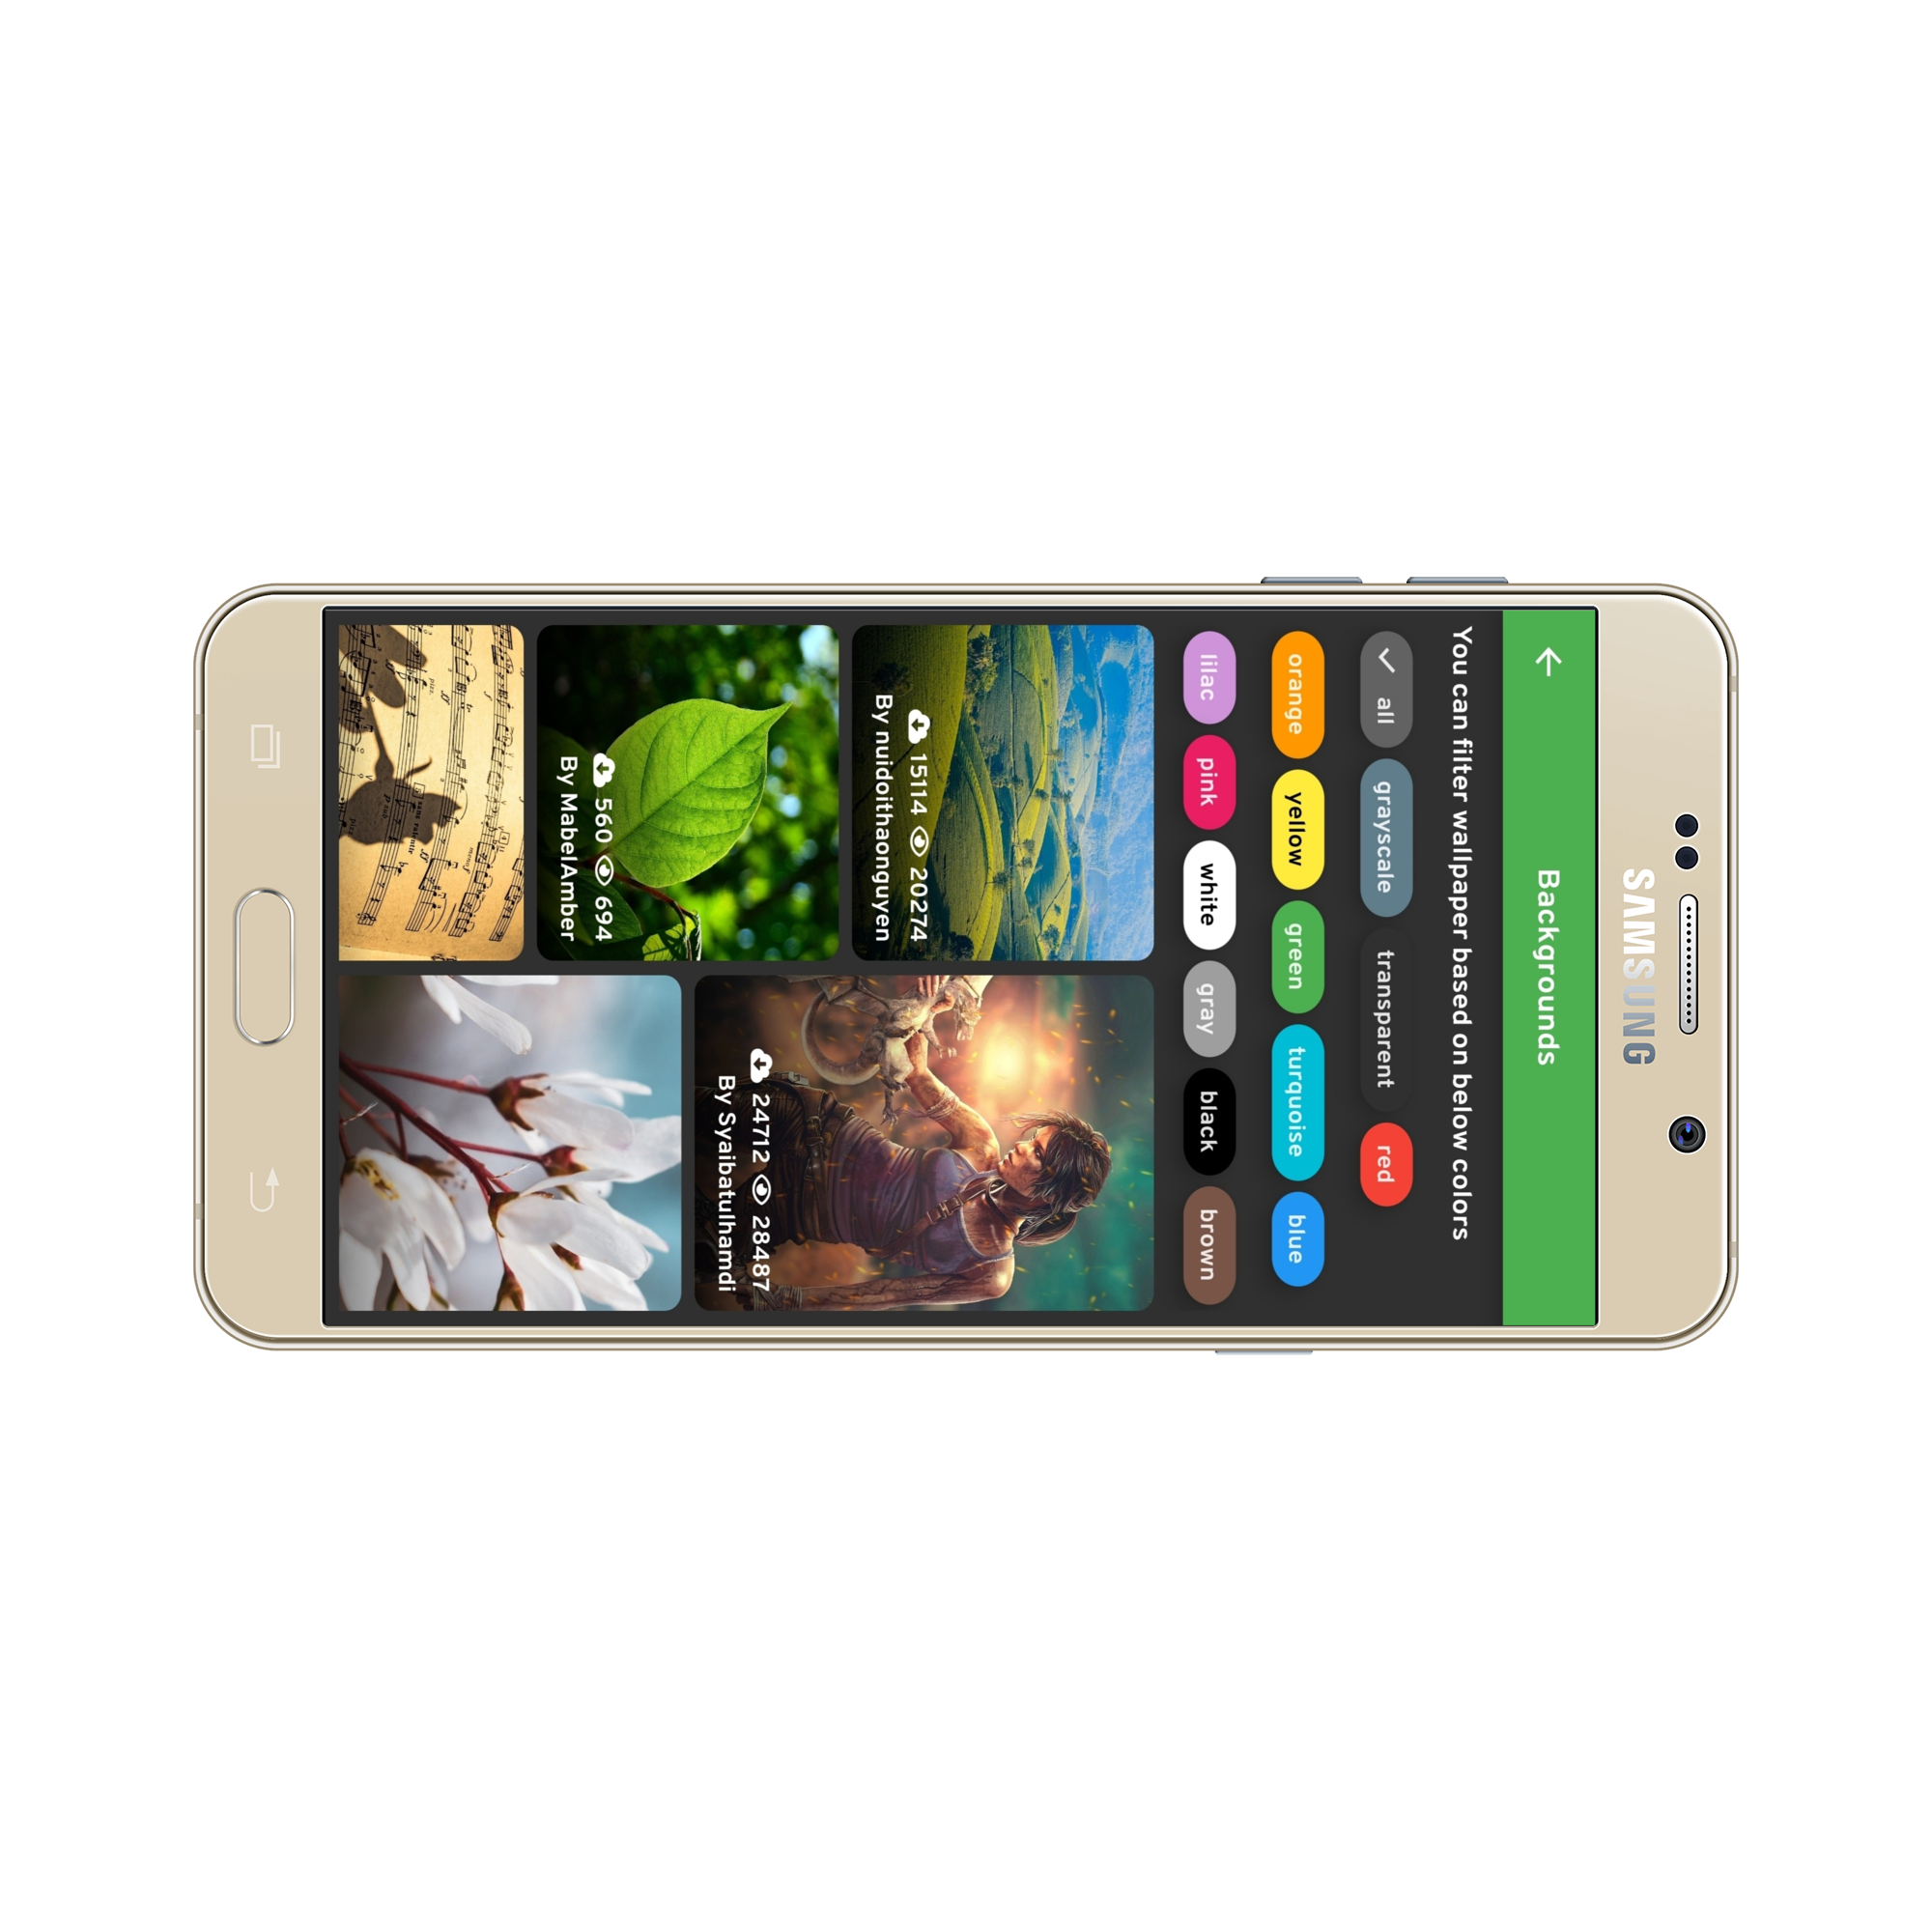 SAMSUNG
Backgrounds
You can filter wallpaper based on below colors
all grayscale transparent red
orange yellow green turquoise blue
lilac pink white gray black brown
15114 20274
By nuidoithaonguyen
24712 28487
By Syaibatulhamdi
560 694
By MabelAmber